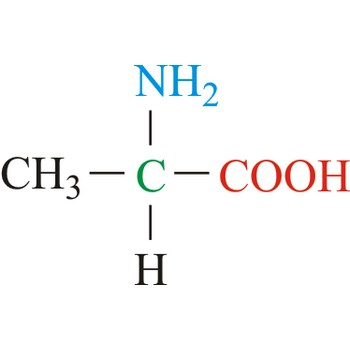 NH₂
CH₃ — C — COOH
H